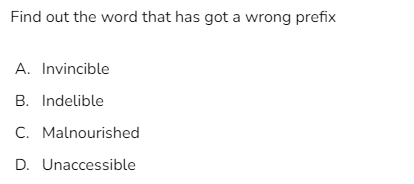 Find out the word that has got a wrong prefix
A. Invincible
B. Indelible
C. Malnourished
D. Unaccessible